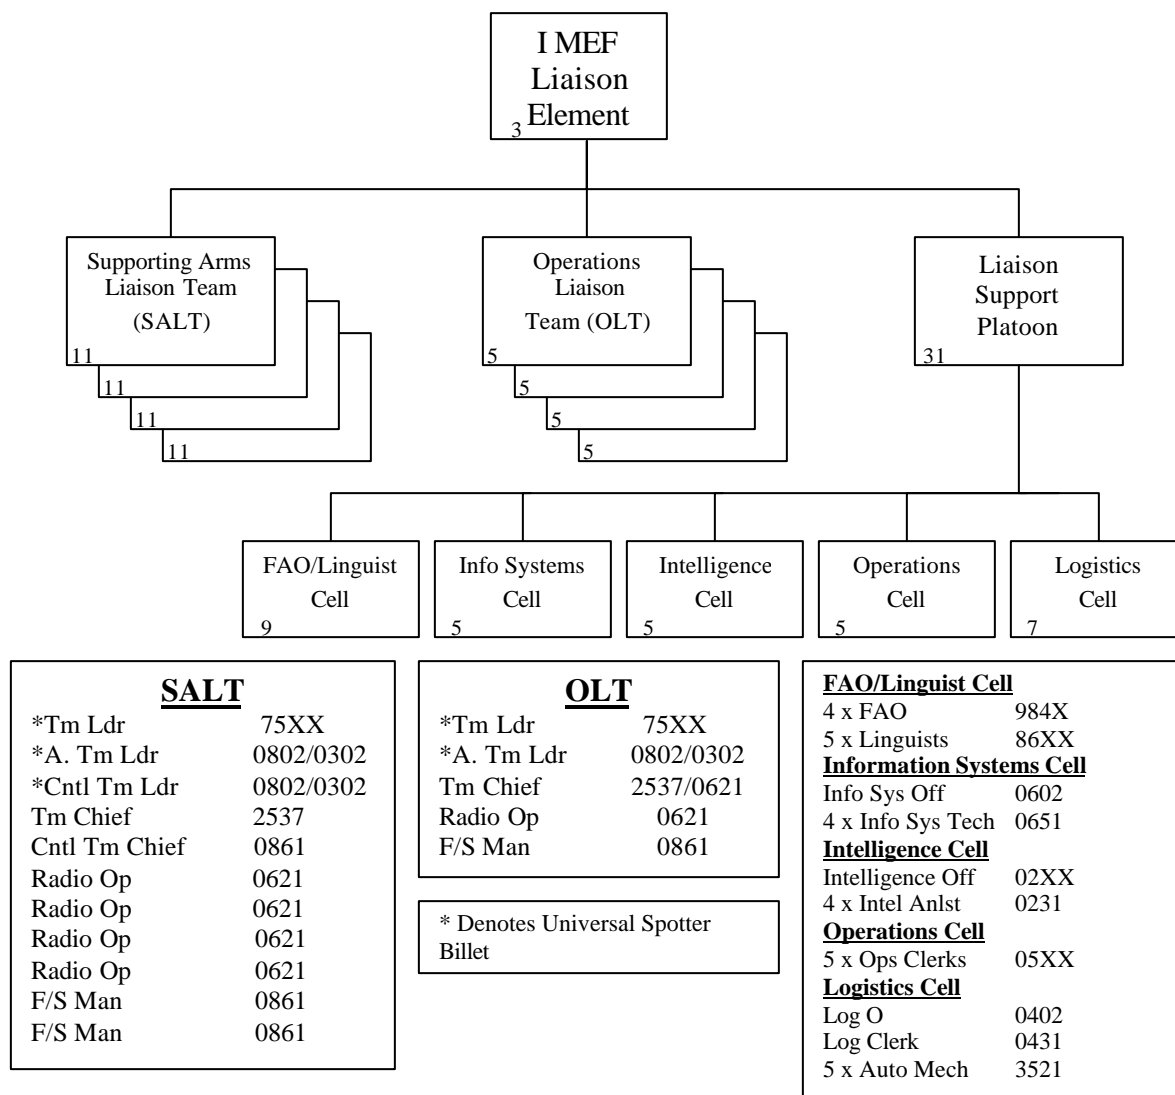 I MEF
Liaison
Element
3
Supporting Arms
Liaison Team
(SALT)
11
11
11
11
Operations
Liaison
Team (OLT)
5
5
5
5
Liaison
Support
Platoon
31
FAO/Linguist
Cell
9
Info Systems
Cell
5
Intelligence
Cell
5
Operations
Cell
5
Logistics
Cell
7
SALT
*Tm Ldr 75XX
*A. Tm Ldr 0802/0302
*Cntl Tm Ldr 0802/0302
Tm Chief 2537
Cntl Tm Chief 0861
Radio Op 0621
Radio Op 0621
Radio Op 0621
Radio Op 0621
F/S Man 0861
F/S Man 0861
OLT
*Tm Ldr 75XX
*A. Tm Ldr 0802/0302
Tm Chief 2537/0621
Radio Op 0621
F/S Man 0861
* Denotes Universal Spotter
Billet
FAO/Linguist Cell
4 x FAO 984X
5 x Linguists 86XX
Information Systems Cell
Info Sys Off 0602
4 x Info Sys Tech 0651
Intelligence Cell
Intelligence Off 02XX
4 x Intel Anlst 0231
Operations Cell
5 x Ops Clerks 05XX
Logistics Cell
Log O 0402
Log Clerk 0431
5 x Auto Mech 3521